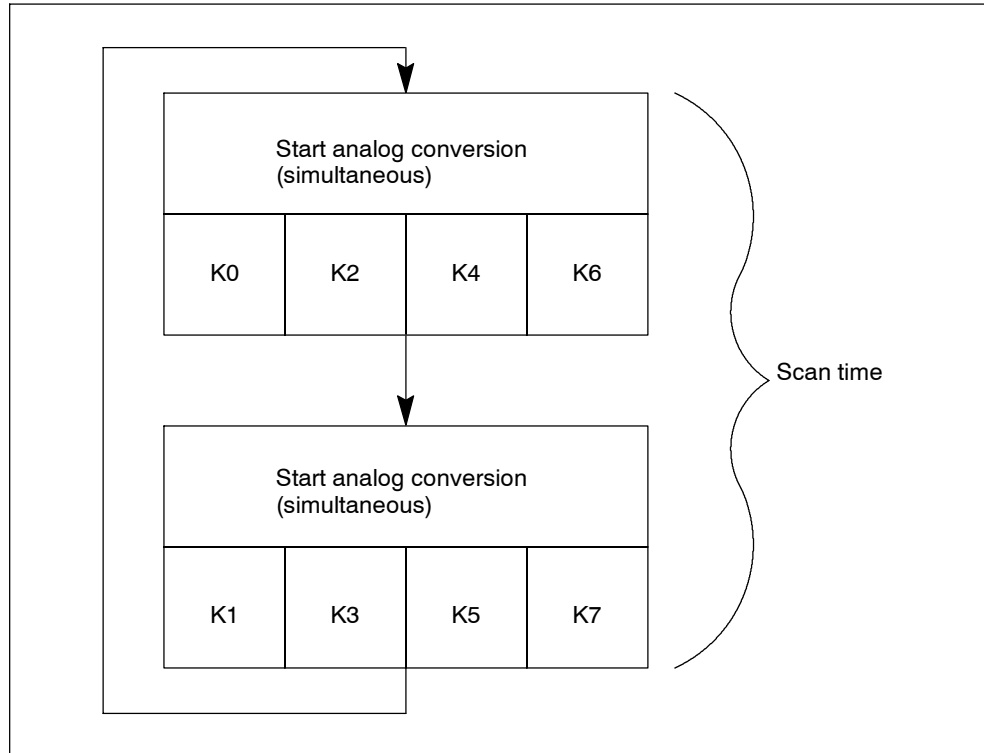 Start analog conversion
(simultaneous)
K0 K2 K4 K6
Scan time
Start analog conversion
(simultaneous)
K1 K3 K5 K7